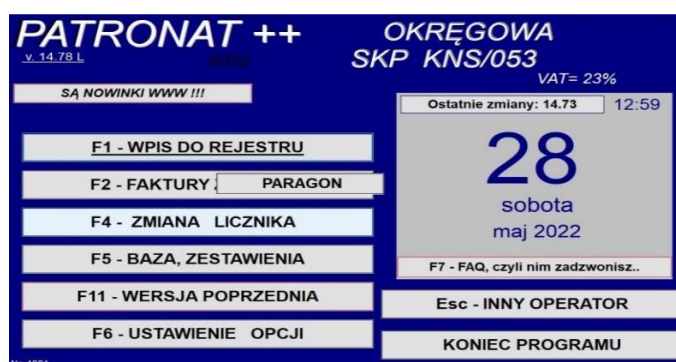 PATRONAT ++
v. 14.78 L
2022
OKRĘGOWA
SKP KNS/053
VAT= 23%
SĄ NOWINKI WWW !!!
Ostatnie zmiany: 14.73
12:59
28
sobota
maj 2022
F7 - FAQ, czyli nim zadzwonisz..
F1 - WPIS DO REJESTRU
F2 - FAKTURY
PARAGON
F4 - ZMIANA LICZNIKA
F5 - BAZA, ZESTAWIENIA
F11 - WERSJA POPRZEDNIA
F6 - USTAWIENIE OPCJI
Esc - INNY OPERATOR
KONIEC PROGRAMU